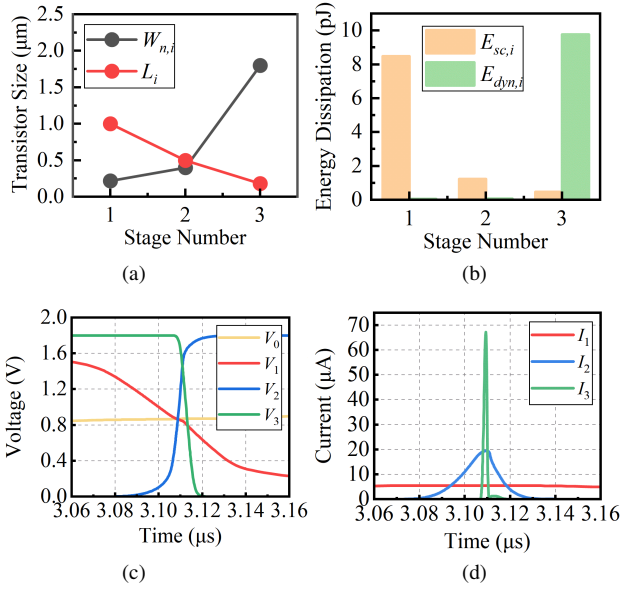 Transistor Size (μm)
2.0
1.5
1.0
0.5
0.0
W_{n,i}
L_i
1 2 3
Stage Number
(a)
Energy Dissipation (pJ)
10
8
6
4
2
0
E_{sc,i}
E_{dyn,i}
1 2 3
Stage Number
(b)
Voltage (V)
2.0
1.6
1.2
0.8
0.4
0.0
V_0
V_1
V_2
V_3
3.06 3.08 3.10 3.12 3.14 3.16
Time (μs)
(c)
Current (μA)
70
60
50
40
30
20
10
0
I_1
I_2
I_3
3.06 3.08 3.10 3.12 3.14 3.16
Time (μs)
(d)